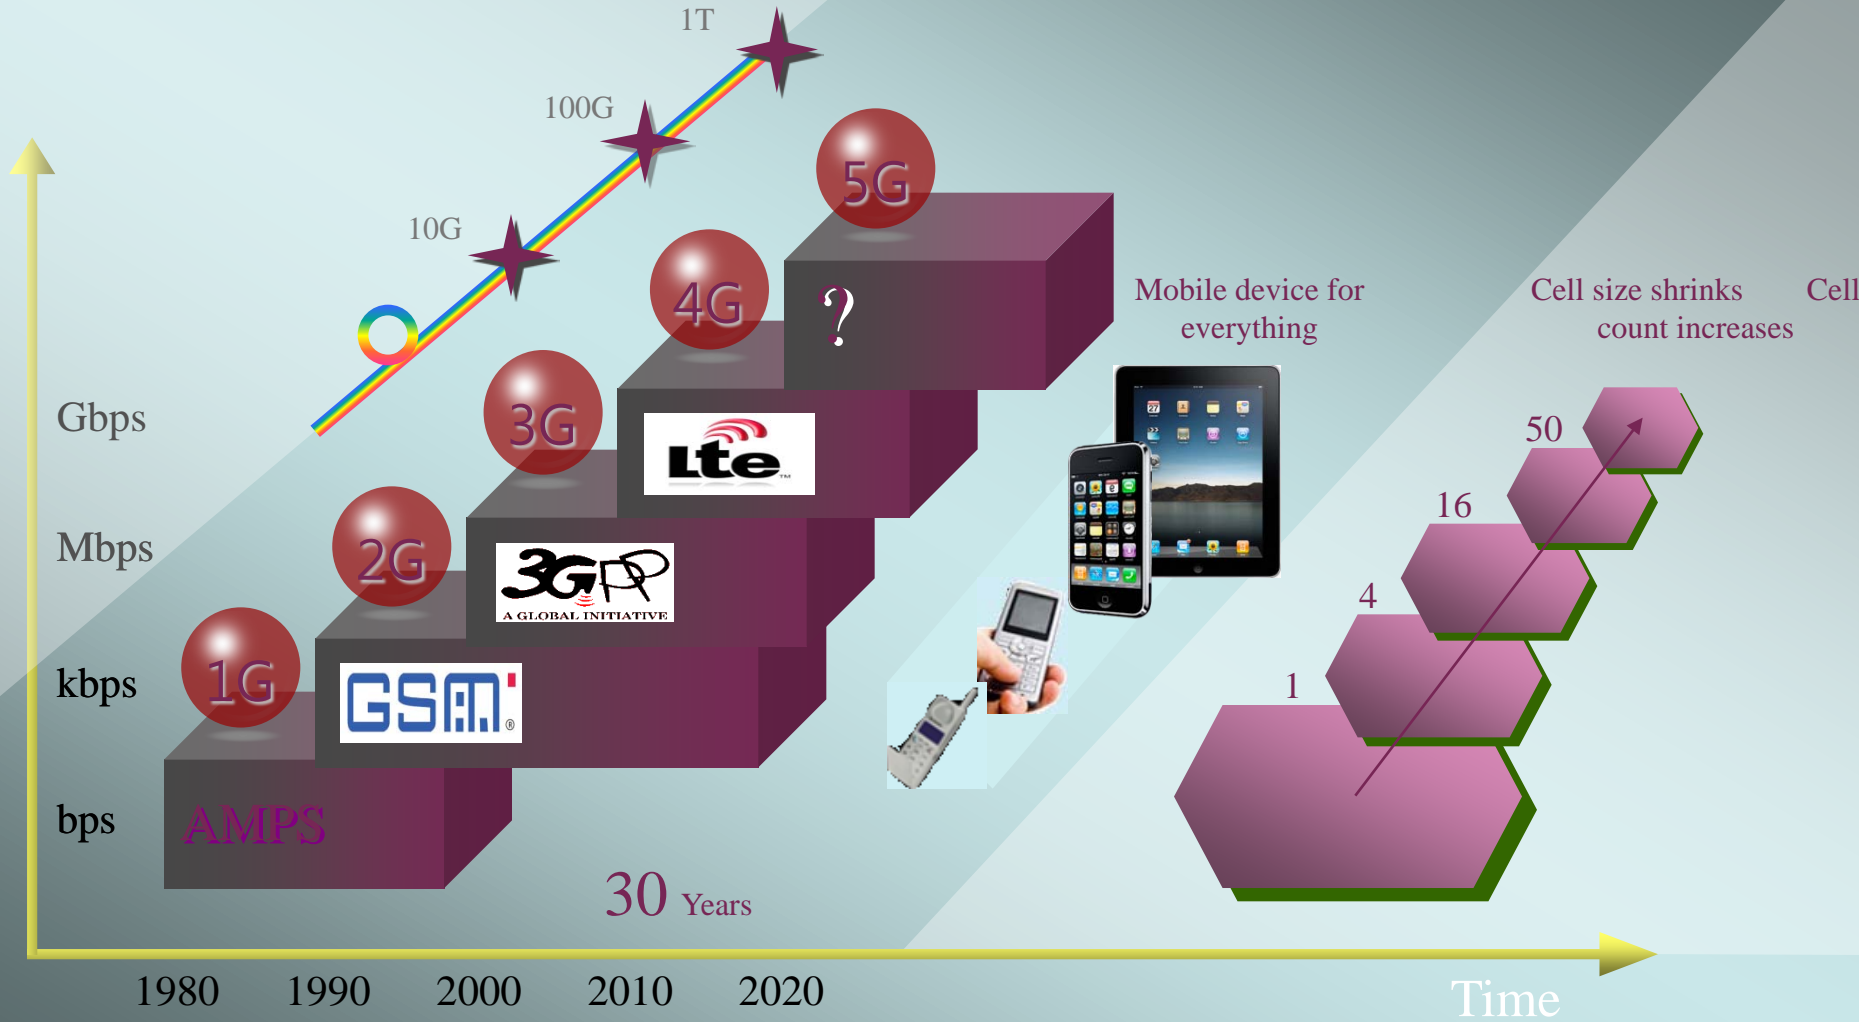 1T
100G
10G
5G
4G
3G
2G
1G
?
Lte
TM
3GPP
A GLOBAL INITIATIVE
GSM
®
AMPS
Gbps
Mbps
kbps
bps
Mobile device for
everything
Cell size shrinks Cell
count increases
50
16
4
1
30 Years
1980 1990 2000 2010 2020
Time